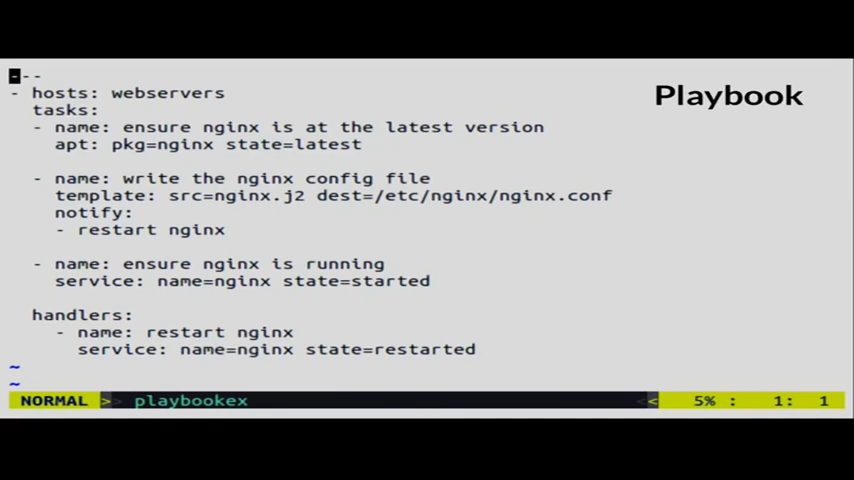 ---
Playbook
- hosts: webservers
  tasks:
  - name: ensure nginx is at the latest version
    apt: pkg=nginx state=latest

  - name: write the nginx config file
    template: src=nginx.j2 dest=/etc/nginx/nginx.conf
    notify:
    - restart nginx

  - name: ensure nginx is running
    service: name=nginx state=started

  handlers:
    - name: restart nginx
      service: name=nginx state=restarted
~
~
NORMAL >> playbookex << 5% : 1: 1